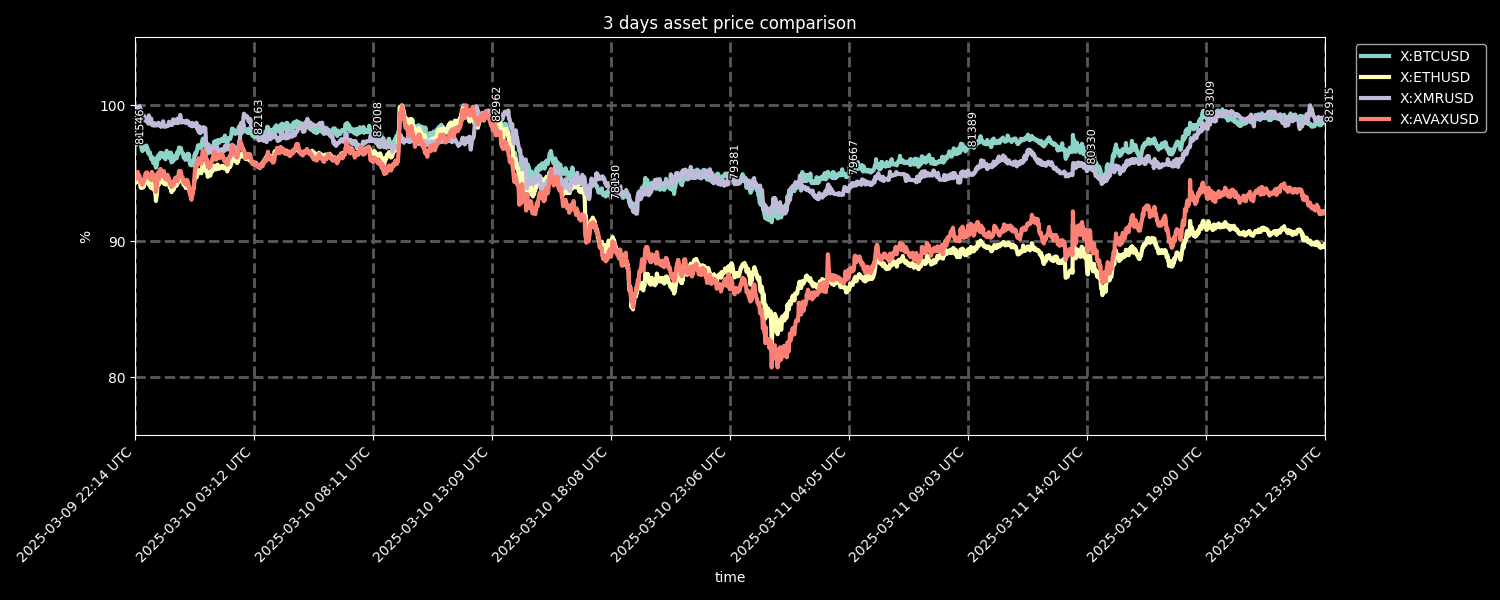 3 days asset price comparison
X:BTCUSD
X:ETHUSD
X:XMRUSD
X:AVAXUSD
100
90
80
%
81546
82163
82008
82962
78130
79381
79667
81389
80330
83309
82915
2025-03-09 22:14 UTC
2025-03-10 03:12 UTC
2025-03-10 08:11 UTC
2025-03-10 13:09 UTC
2025-03-10 18:08 UTC
2025-03-10 23:06 UTC
2025-03-11 04:05 UTC
2025-03-11 09:03 UTC
2025-03-11 14:02 UTC
2025-03-11 19:00 UTC
2025-03-11 23:59 UTC
time